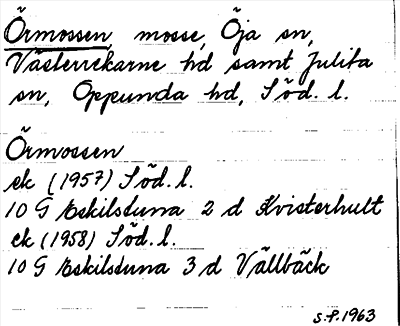 Örmossen, mosse, Öja sn,
Västerrekarne hd samt Julita
sn, Oppunda hd, Söd. l.
Örmossen
ek (1957) Söd. l.
10 G Eskilstuna 2 d Kvisterhult
ek (1958) Söd. l.
10 G Eskilstuna 3 d Vällbäck
S.P. 1963